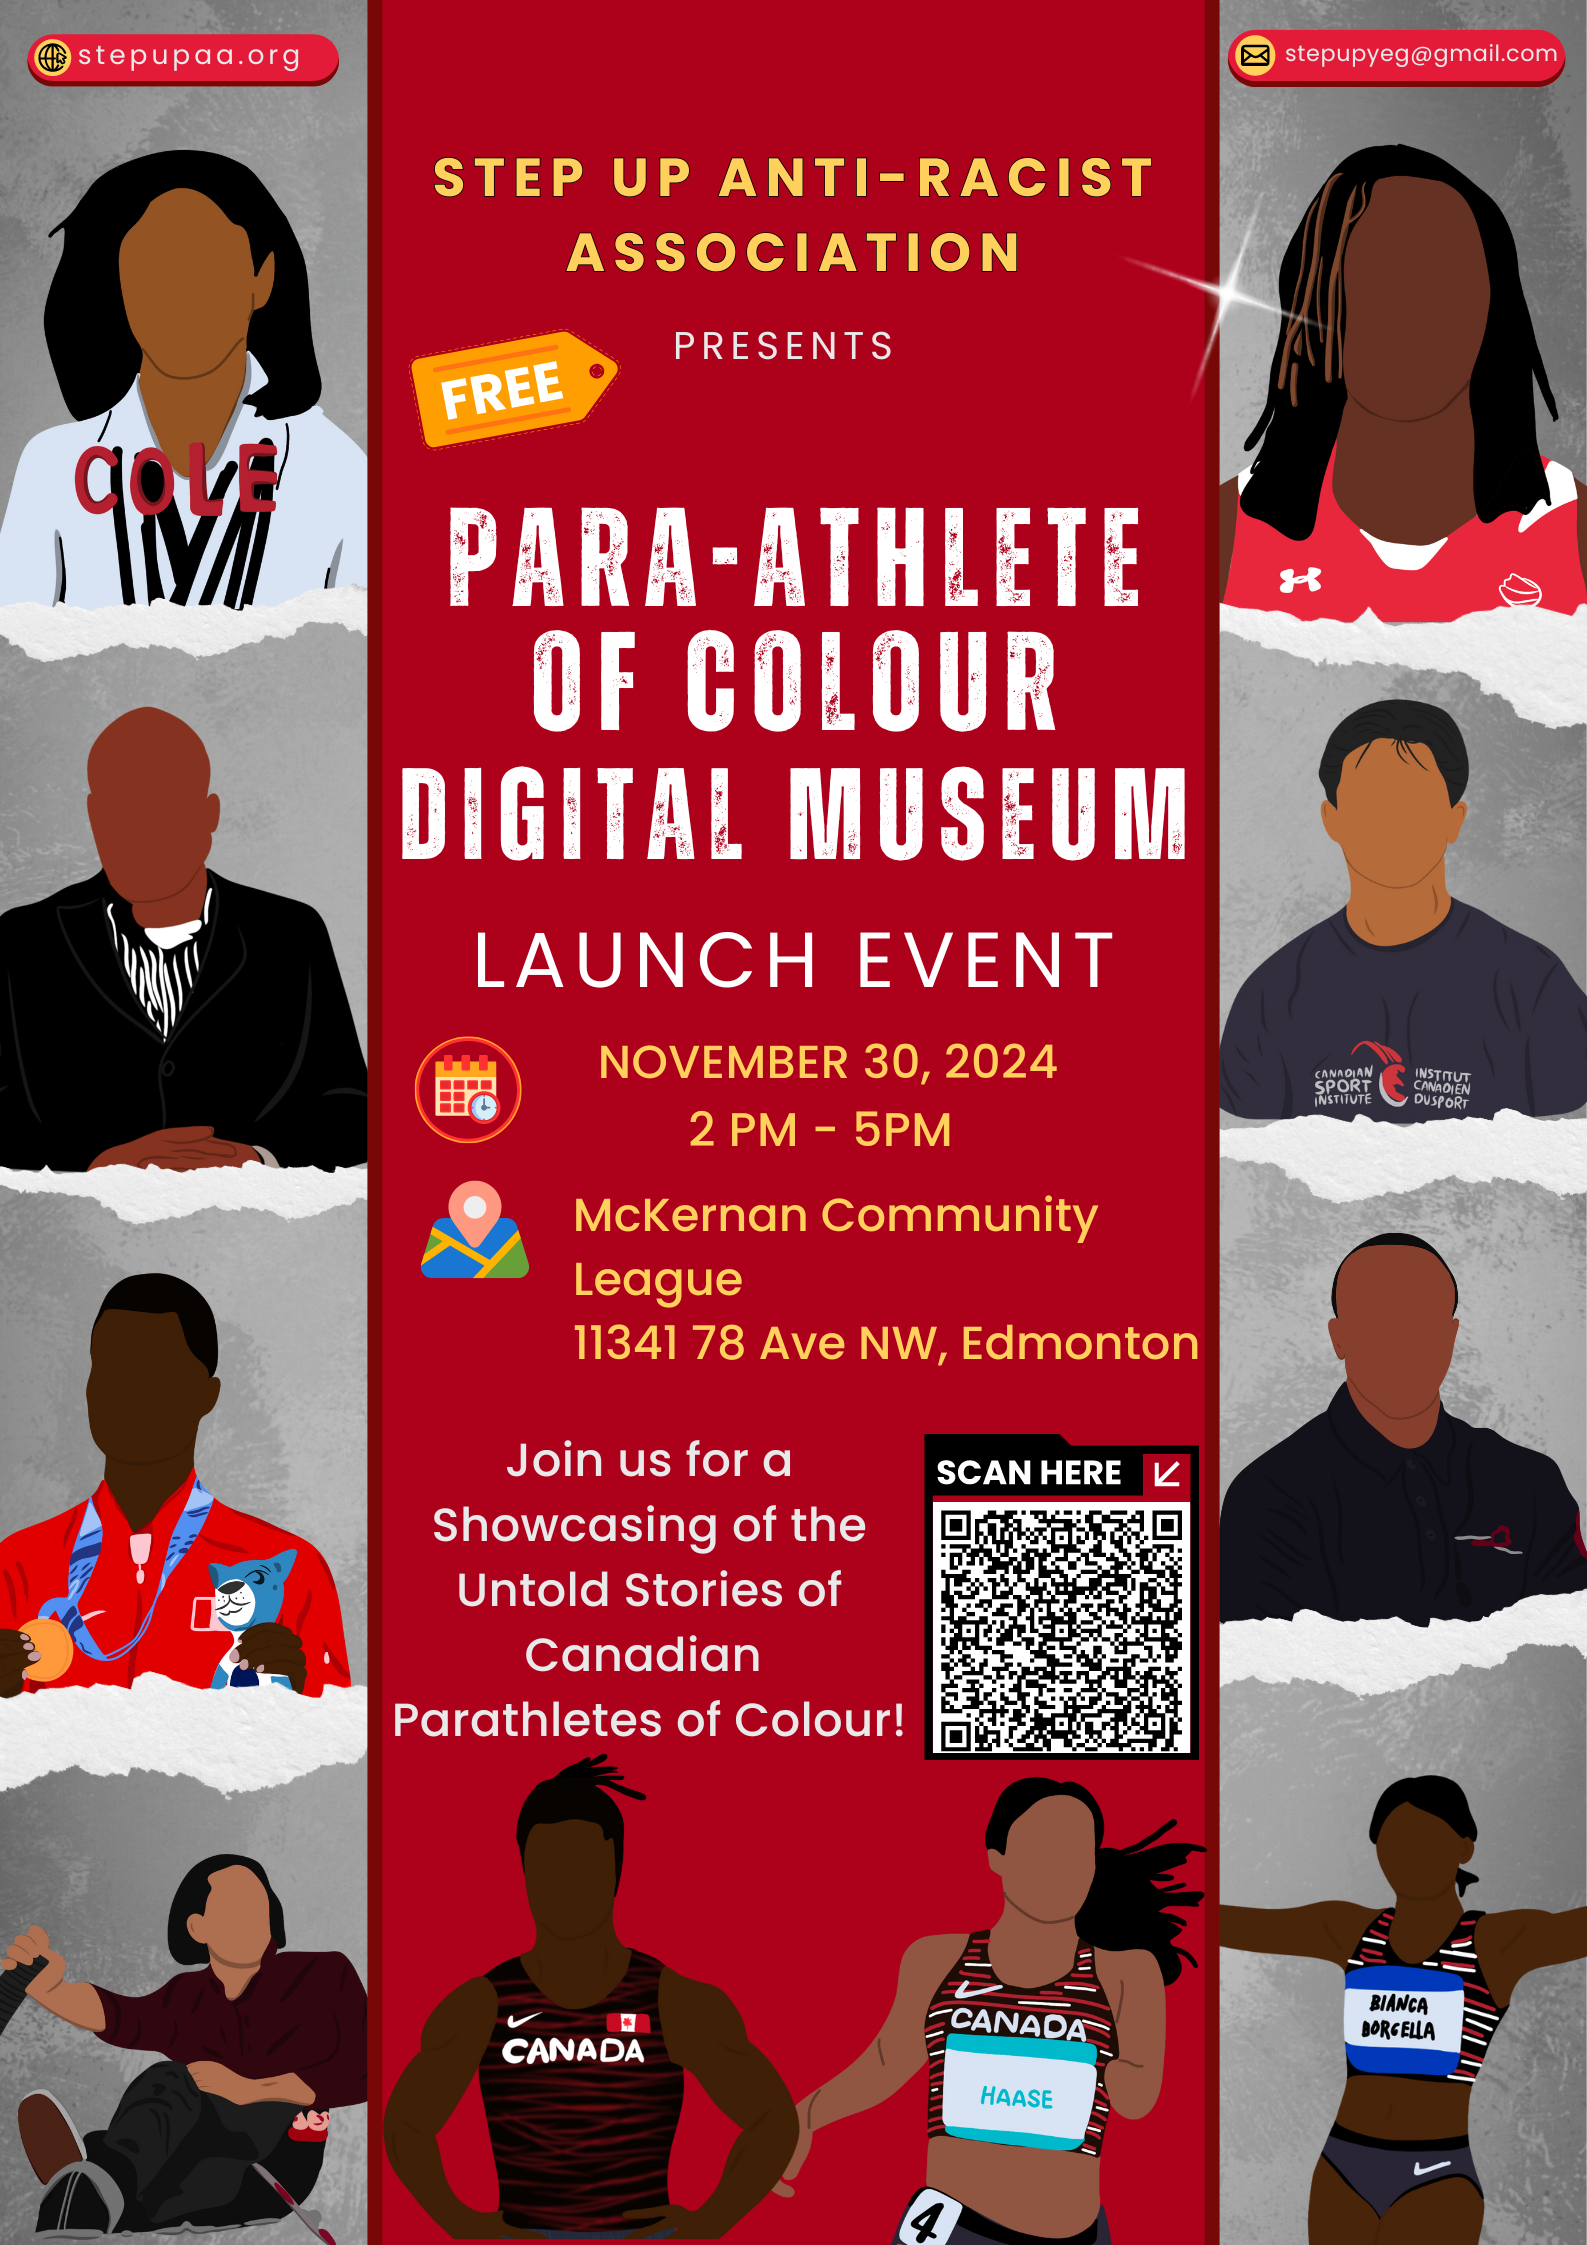 stepupaa.org
stepupyeg@gmail.com
STEP UP ANTI-RACIST
ASSOCIATION
PRESENTS
FREE
PARA-ATHLETE
OF COLOUR
DIGITAL MUSEUM
LAUNCH EVENT
NOVEMBER 30, 2024
2 PM - 5PM
McKernan Community
League
11341 78 Ave NW, Edmonton
Join us for a
Showcasing of the
Untold Stories of
Canadian
Parathletes of Colour!
SCAN HERE
COLE
CANADIAN
SPORT
INSTITUTE
INSTITUT
CANADIEN
DU SPORT
CANADA
CANADA
HAASE
4
BIANCA
BORGELLA